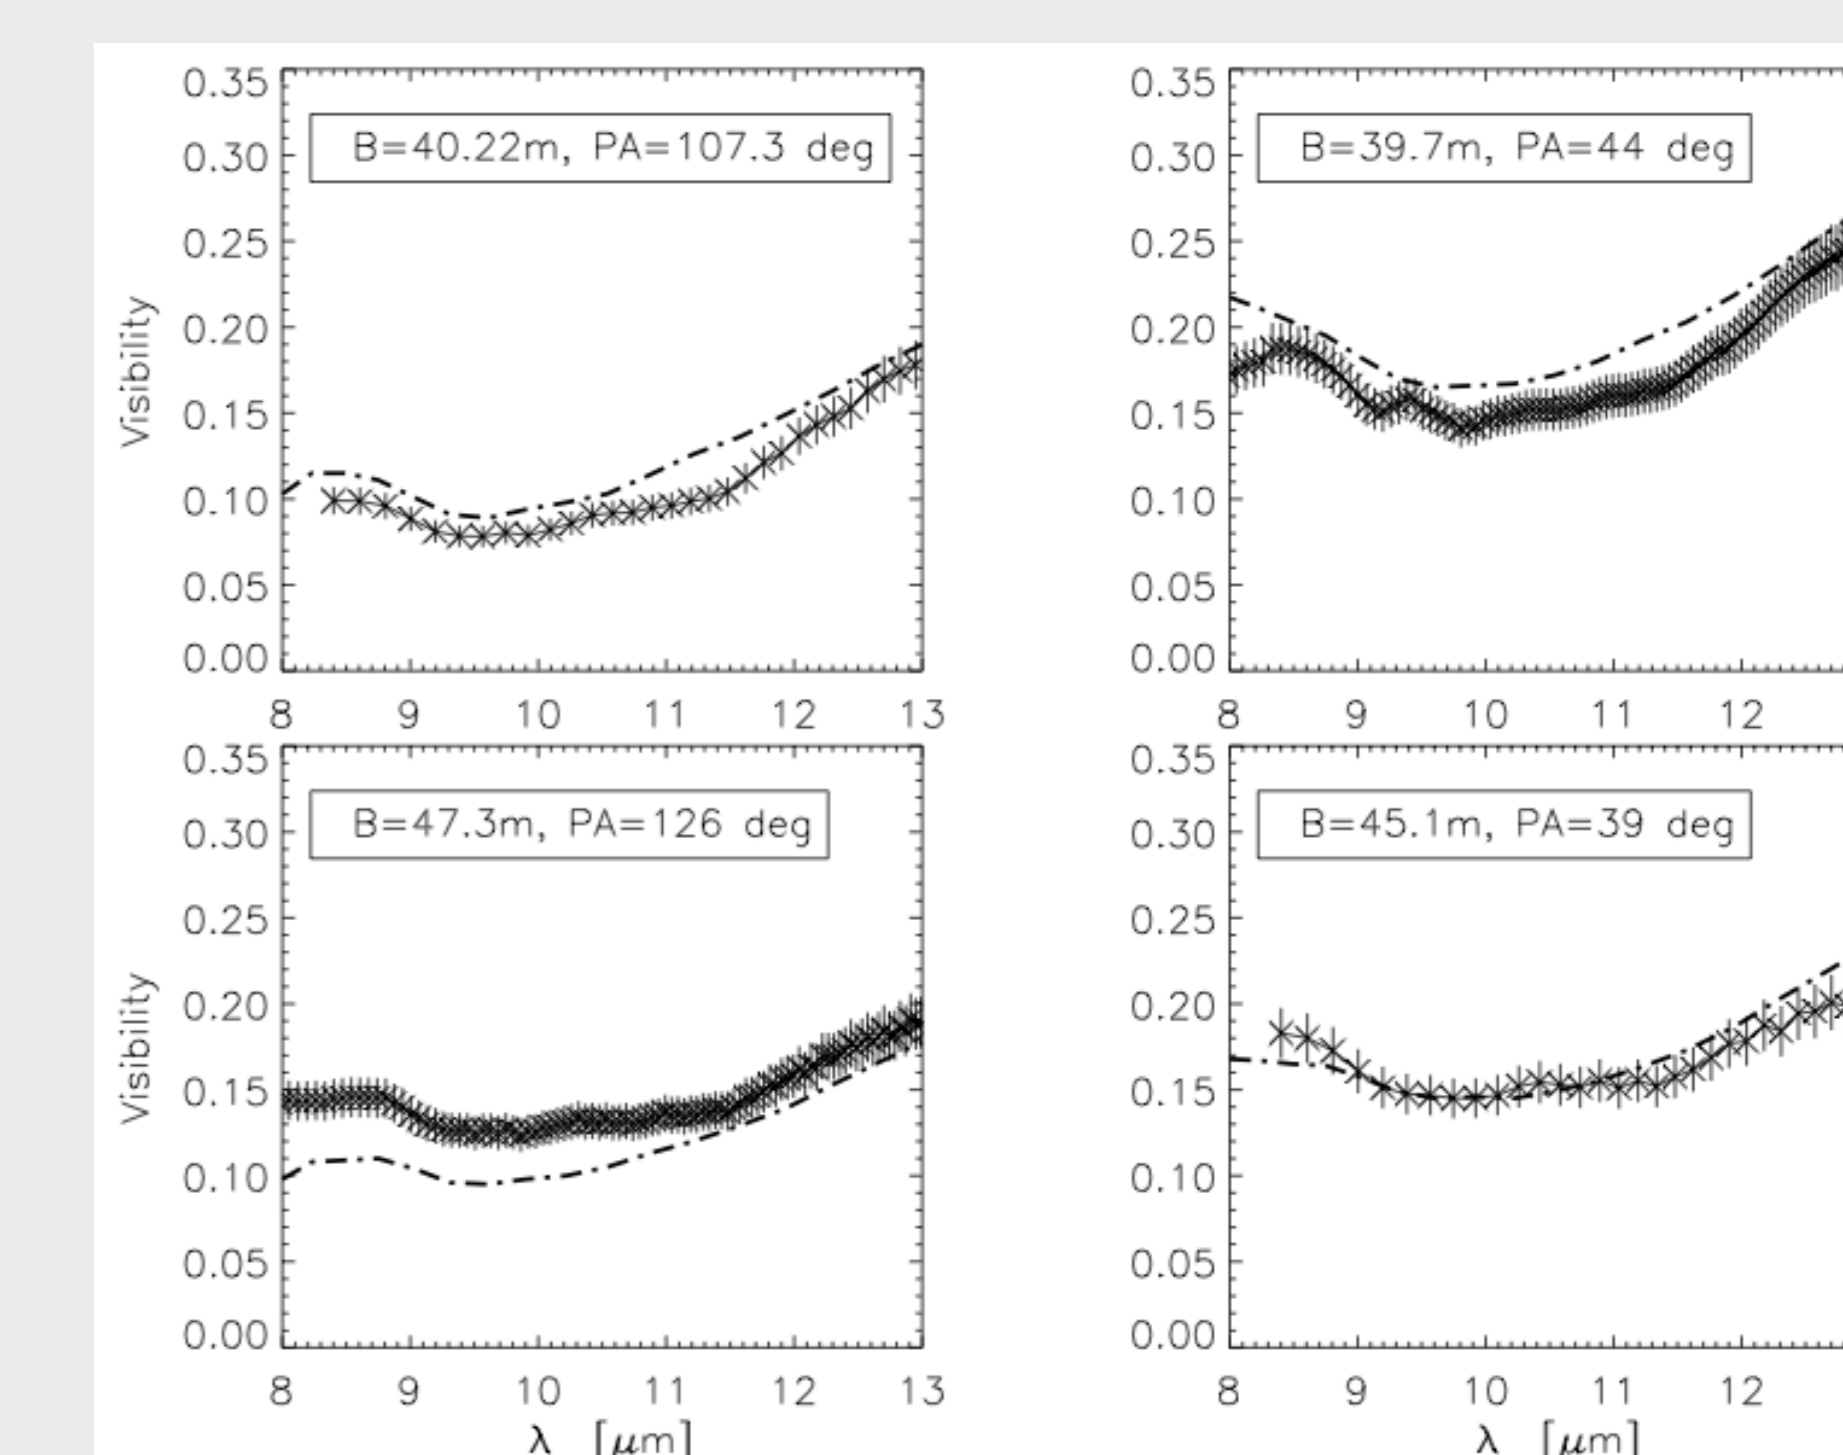 0.35 0.30 0.25 0.20 0.15 0.10 0.05 0.00
Visibility
B=40.22m, PA=107.3 deg
8 9 10 11 12 13
0.35 0.30 0.25 0.20 0.15 0.10 0.05 0.00
B=39.7m, PA=44 deg
8 9 10 11 12
0.35 0.30 0.25 0.20 0.15 0.10 0.05 0.00
Visibility
B=47.3m, PA=126 deg
8 9 10 11 12 13
λ [μm]
0.35 0.30 0.25 0.20 0.15 0.10 0.05 0.00
B=45.1m, PA=39 deg
8 9 10 11 12
λ [μm]